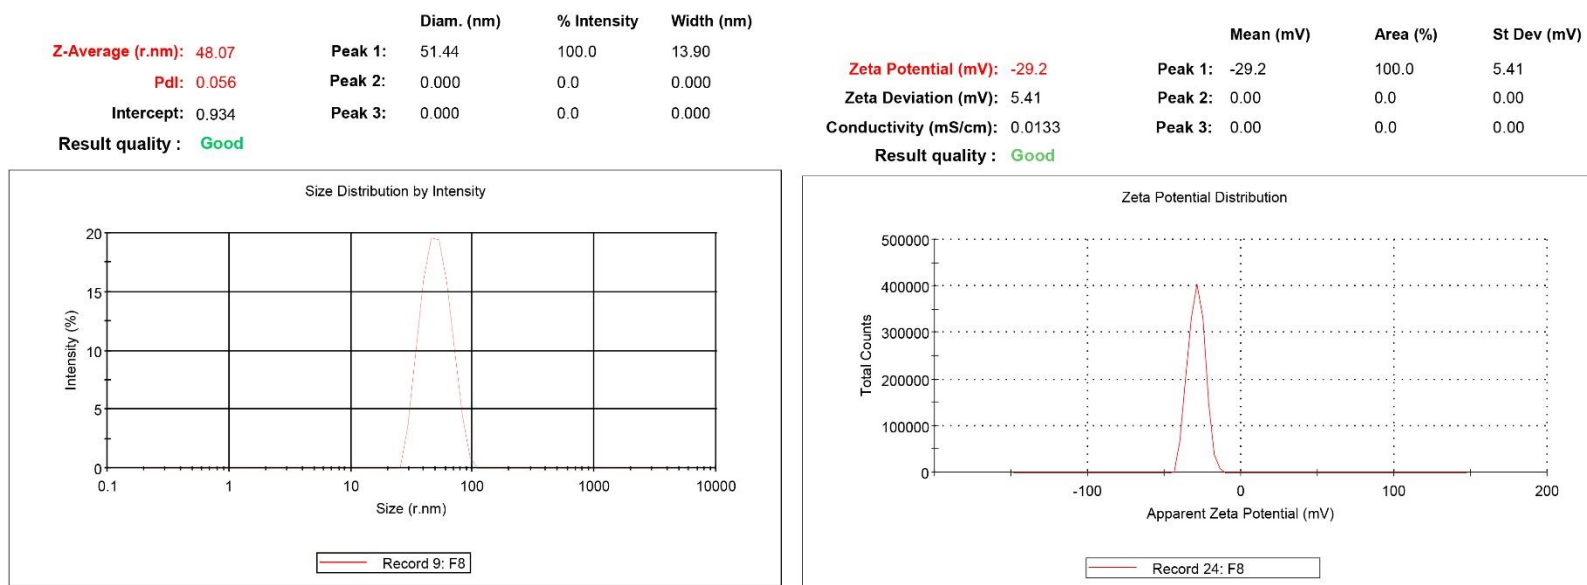 Diam. (nm) % Intensity Width (nm)
Z-Average (r.nm): 48.07 Peak 1: 51.44 100.0 13.90
PdI: 0.056 Peak 2: 0.000 0.0 0.000
Intercept: 0.934 Peak 3: 0.000 0.0 0.000
Result quality : Good
Size Distribution by Intensity
20
15
10
5
0
Intensity (%)
0.1 1 10 100 1000 10000
Size (r.nm)
Record 9: F8
Mean (mV) Area (%) St Dev (mV)
Zeta Potential (mV): -29.2 Peak 1: -29.2 100.0 5.41
Zeta Deviation (mV): 5.41 Peak 2: 0.00 0.0 0.00
Conductivity (mS/cm): 0.0133 Peak 3: 0.00 0.0 0.00
Result quality : Good
Zeta Potential Distribution
500000
400000
300000
200000
100000
0
Total Counts
-100 0 100 200
Apparent Zeta Potential (mV)
Record 24: F8